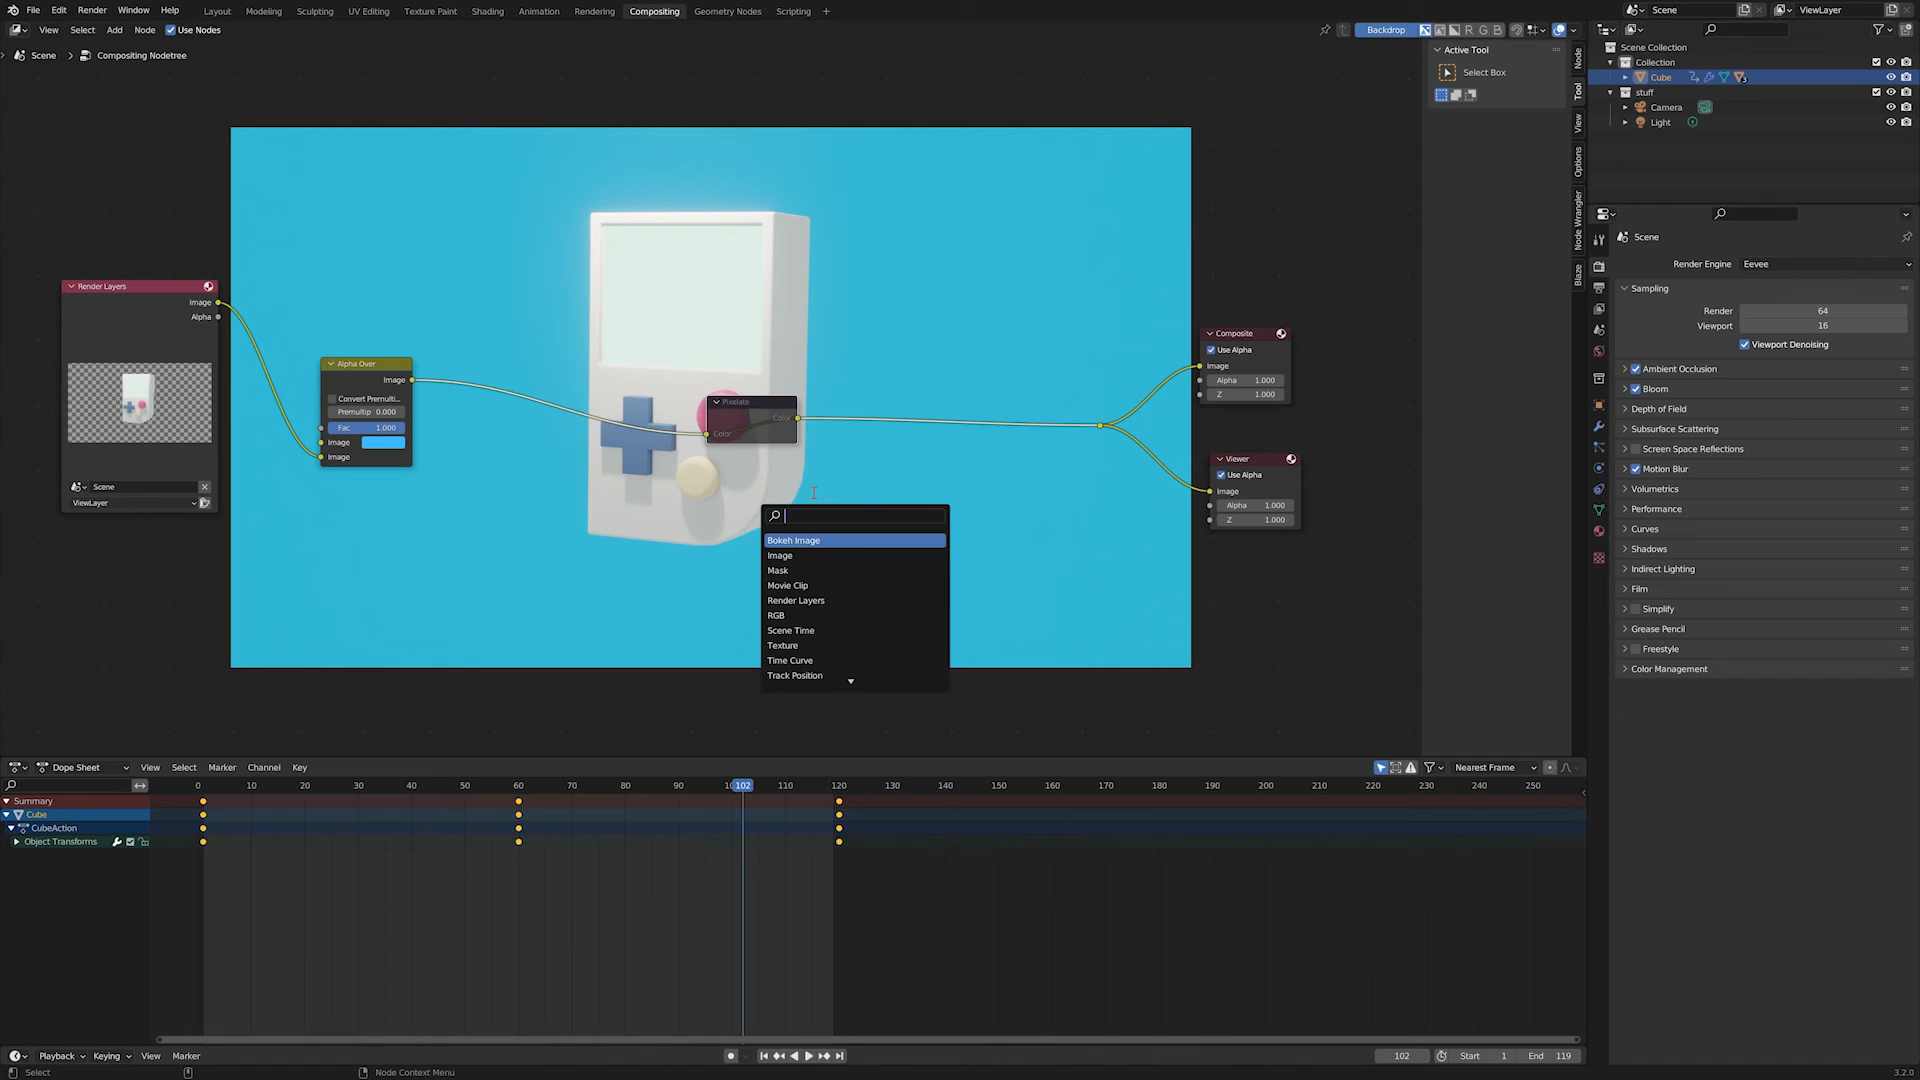 File Edit Render Window Help Layout Modeling Sculpting UV Editing Texture Paint Shading Animation Rendering Compositing Geometry Nodes Scripting + Scene ViewLayer
View Select Add Node Use Nodes Backdrop R G B
Scene > Compositing Nodetree
Active Tool
Select Box
Node
Tool
View
Options
Node Wrangler
Blaze
Scene Collection
Collection
Cube
3
stuff
Camera
Light
Render Layers
Image
Alpha
Scene
ViewLayer
Alpha Over
Image
Convert Premulti...
Premultip 0.000
Fac 1.000
Image
Image
Pixelate
Color
Color
Composite
Use Alpha
Image
Alpha 1.000
Z 1.000
Viewer
Use Alpha
Image
Alpha 1.000
Z 1.000
Bokeh Image
Image
Mask
Movie Clip
Render Layers
RGB
Scene Time
Texture
Time Curve
Track Position
Scene
Render Engine Eevee
Sampling
Render 64
Viewport 16
Viewport Denoising
Ambient Occlusion
Bloom
Depth of Field
Subsurface Scattering
Screen Space Reflections
Motion Blur
Volumetrics
Performance
Curves
Shadows
Indirect Lighting
Film
Simplify
Grease Pencil
Freestyle
Color Management
Dope Sheet View Select Marker Channel Key Nearest Frame
0 10 20 30 40 50 60 70 80 90 102 110 120 130 140 150 160 170 180 190 200 210 220 230 240 250
Summary
Cube
CubeAction
Object Transforms
Playback Keying View Marker 102 Start 1 End 119
Select Node Context Menu 3.2.0